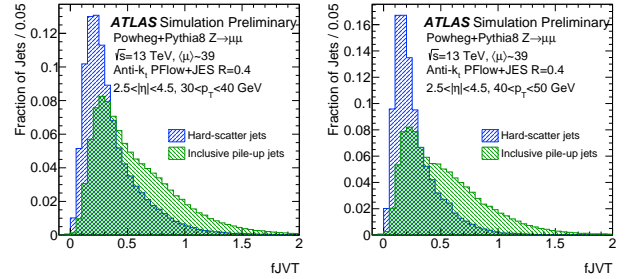 Fraction of Jets / 0.05
0.12
0.1
0.08
0.06
0.04
0.02
0
ATLAS Simulation Preliminary
Powheg+Pythia8 Z→μμ
√s=13 TeV, ⟨μ⟩~39
Anti-kt PFlow+JES R=0.4
2.5<|η|<4.5, 30<pT<40 GeV
Hard-scatter jets
Inclusive pile-up jets
0 0.5 1 1.5 2
fJVT
Fraction of Jets / 0.05
0.16
0.14
0.12
0.1
0.08
0.06
0.04
0.02
0
ATLAS Simulation Preliminary
Powheg+Pythia8 Z→μμ
√s=13 TeV, ⟨μ⟩~39
Anti-kt PFlow+JES R=0.4
2.5<|η|<4.5, 40<pT<50 GeV
Hard-scatter jets
Inclusive pile-up jets
0 0.5 1 1.5 2
fJVT